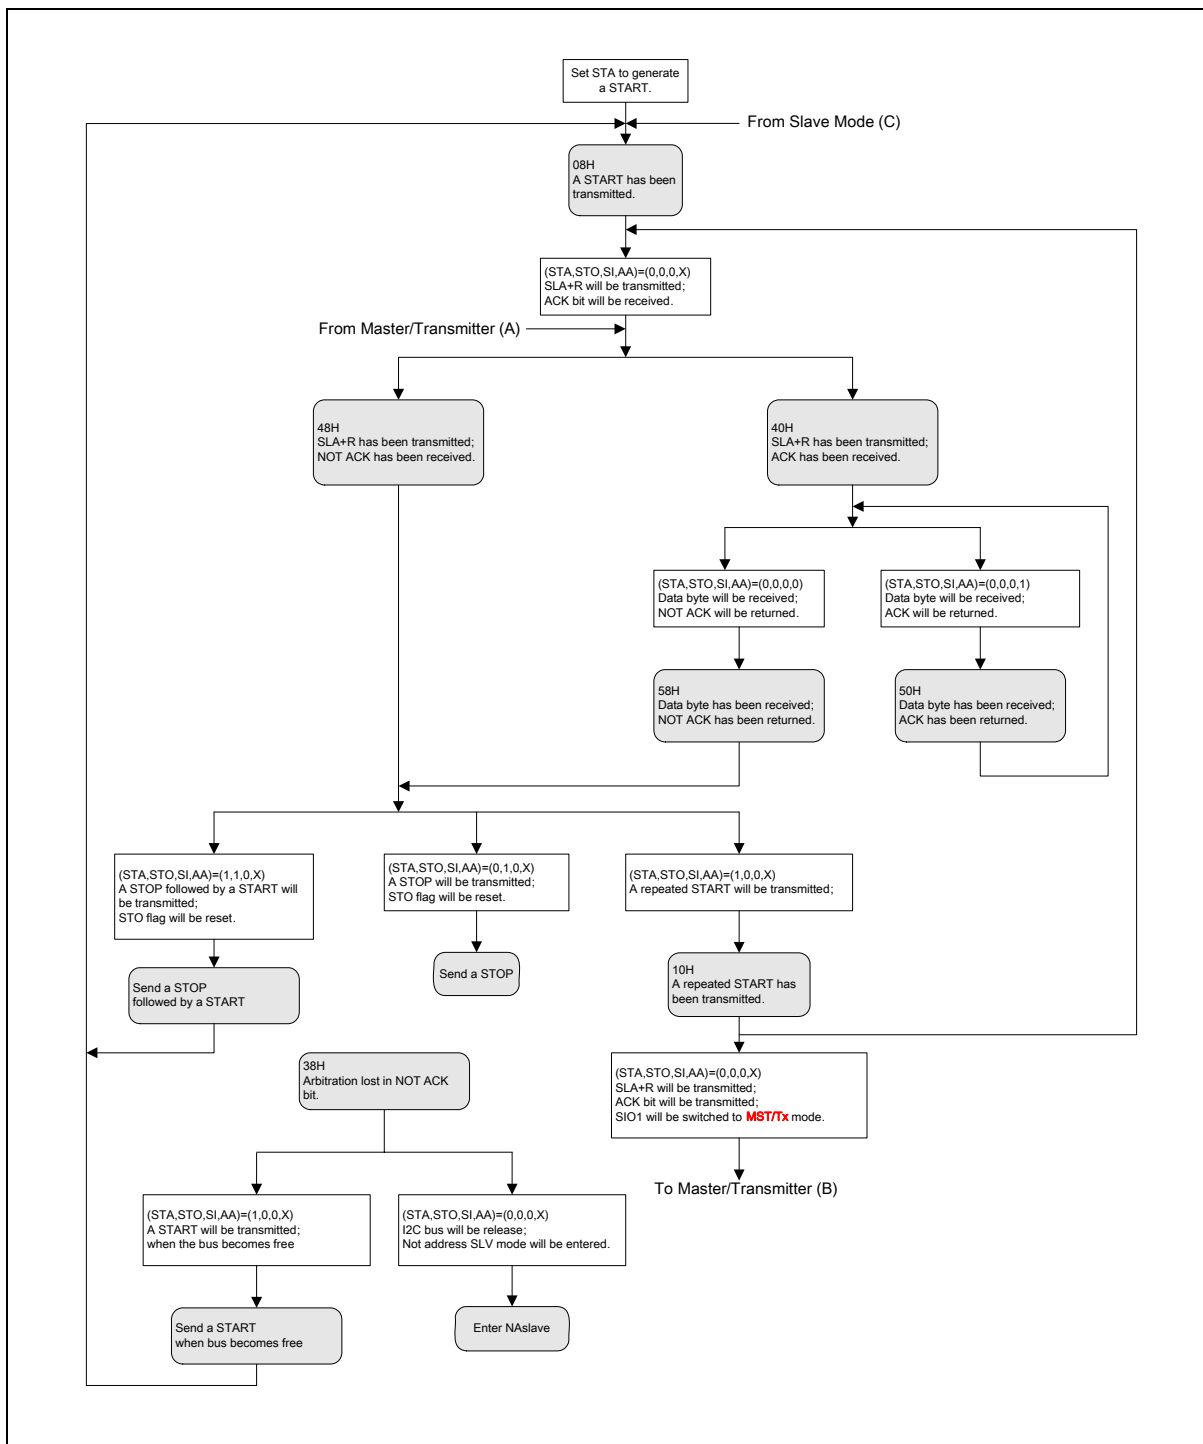 Set STA to generate
a START.
From Slave Mode (C)
08H
A START has been
transmitted.
(STA,STO,SI,AA)=(0,0,0,X)
SLA+R will be transmitted;
ACK bit will be received.
From Master/Transmitter (A)
48H
SLA+R has been transmitted;
NOT ACK has been received.
40H
SLA+R has been transmitted;
ACK has been received.
(STA,STO,SI,AA)=(0,0,0,0)
Data byte will be received;
NOT ACK will be returned.
(STA,STO,SI,AA)=(0,0,0,1)
Data byte will be received;
ACK will be returned.
58H
Data byte has been received;
NOT ACK has been returned.
50H
Data byte has been received;
ACK has been returned.
(STA,STO,SI,AA)=(1,1,0,X)
A STOP followed by a START will
be transmitted;
STO flag will be reset.
(STA,STO,SI,AA)=(0,1,0,X)
A STOP will be transmitted;
STO flag will be reset.
(STA,STO,SI,AA)=(1,0,0,X)
A repeated START will be transmitted;
Send a STOP
followed by a START
Send a STOP
10H
A repeated START has
been transmitted.
38H
Arbitration lost in NOT ACK
bit.
(STA,STO,SI,AA)=(0,0,0,X)
SLA+R will be transmitted;
ACK bit will be transmitted;
SIO1 will be switched to MST/Tx mode.
To Master/Transmitter (B)
(STA,STO,SI,AA)=(1,0,0,X)
A START will be transmitted;
when the bus becomes free
(STA,STO,SI,AA)=(0,0,0,X)
I2C bus will be release;
Not address SLV mode will be entered.
Send a START
when bus becomes free
Enter NAslave